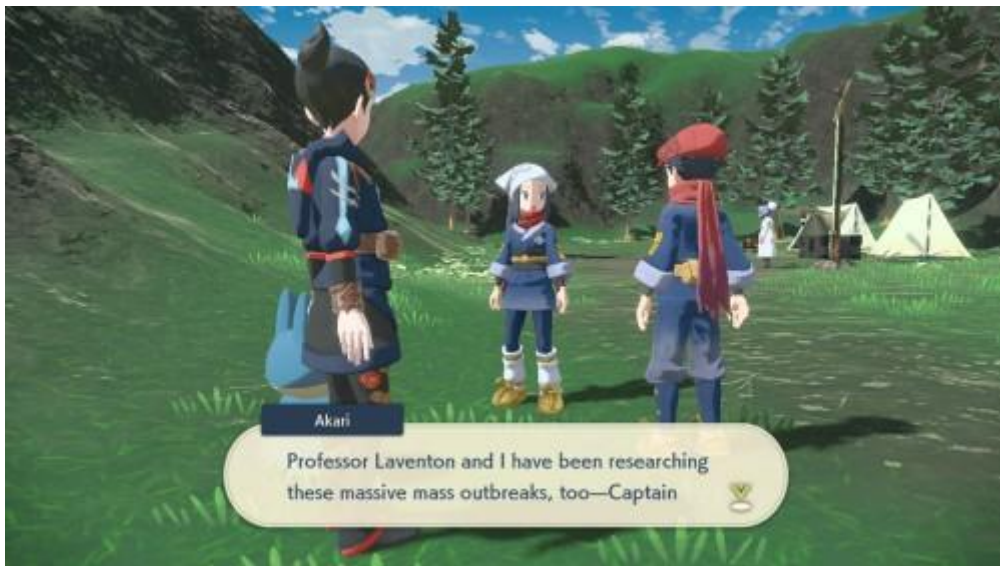 Akari
Professor Laventon and I have been researching
these massive mass outbreaks, too—Captain